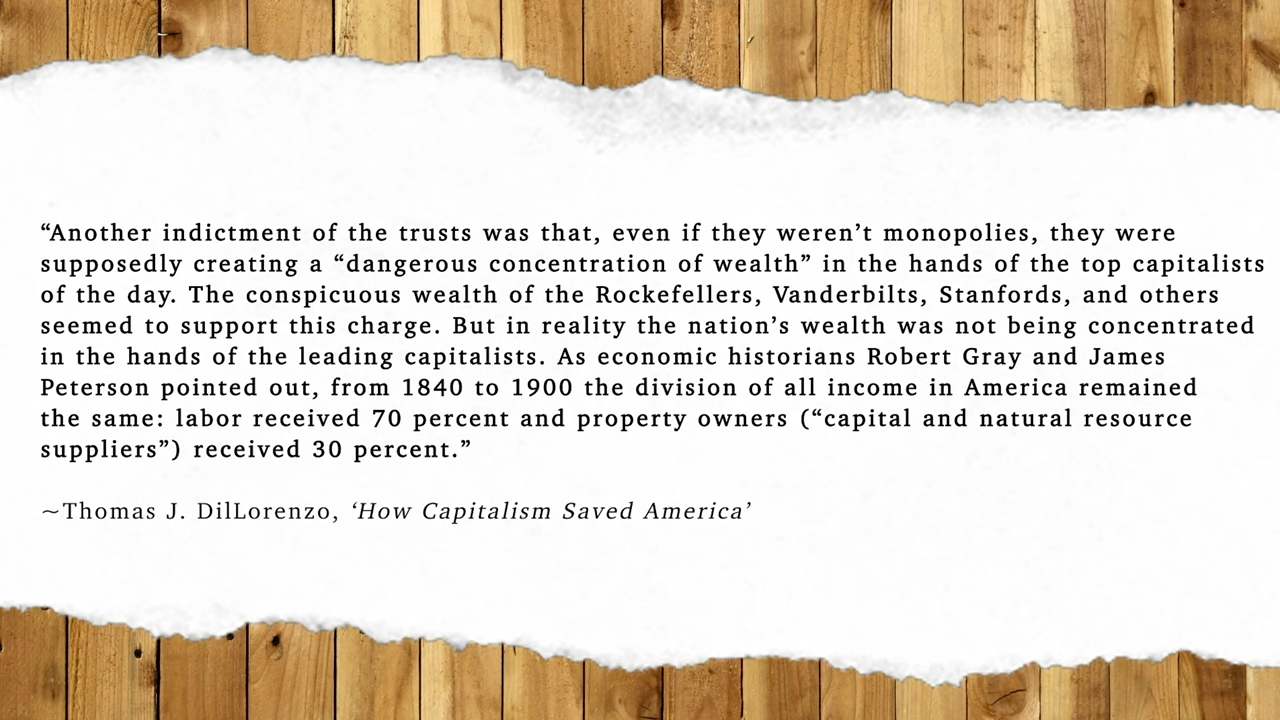 “Another indictment of the trusts was that, even if they weren’t monopolies, they were
supposedly creating a “dangerous concentration of wealth” in the hands of the top capitalists
of the day. The conspicuous wealth of the Rockefellers, Vanderbilts, Stanfords, and others
seemed to support this charge. But in reality the nation’s wealth was not being concentrated
in the hands of the leading capitalists. As economic historians Robert Gray and James
Peterson pointed out, from 1840 to 1900 the division of all income in America remained
the same: labor received 70 percent and property owners (“capital and natural resource
suppliers”) received 30 percent.”
~Thomas J. DilLorenzo, ‘How Capitalism Saved America’